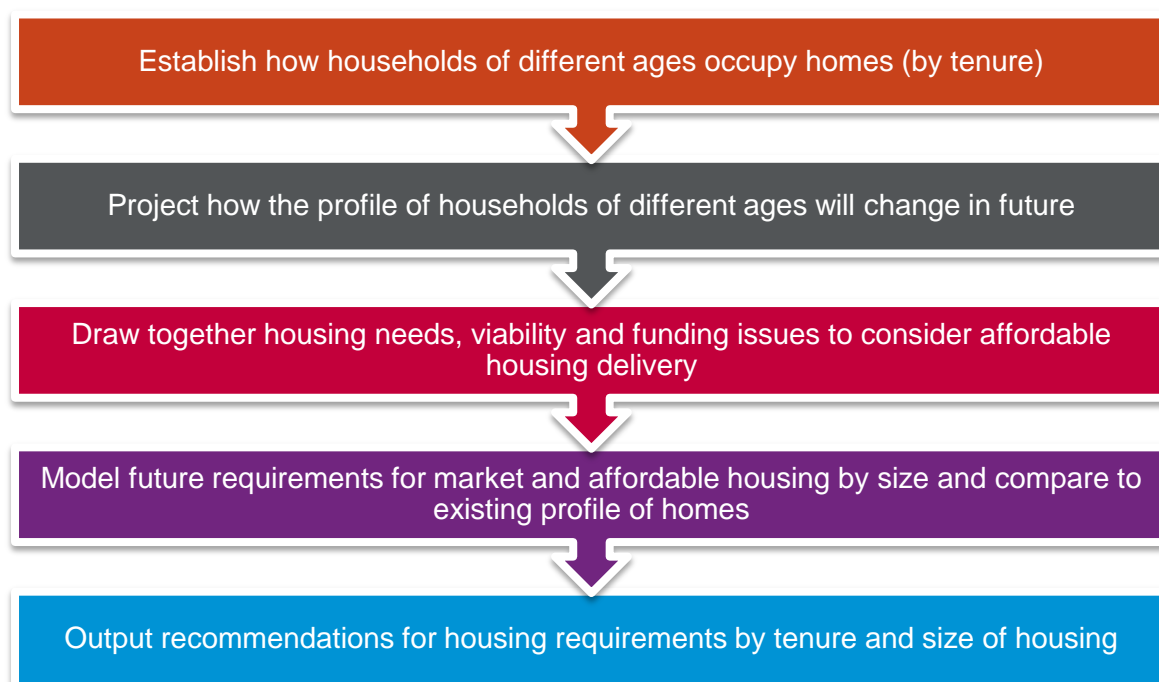 Establish how households of different ages occupy homes (by tenure)
Project how the profile of households of different ages will change in future
Draw together housing needs, viability and funding issues to consider affordable
housing delivery
Model future requirements for market and affordable housing by size and compare to
existing profile of homes
Output recommendations for housing requirements by tenure and size of housing